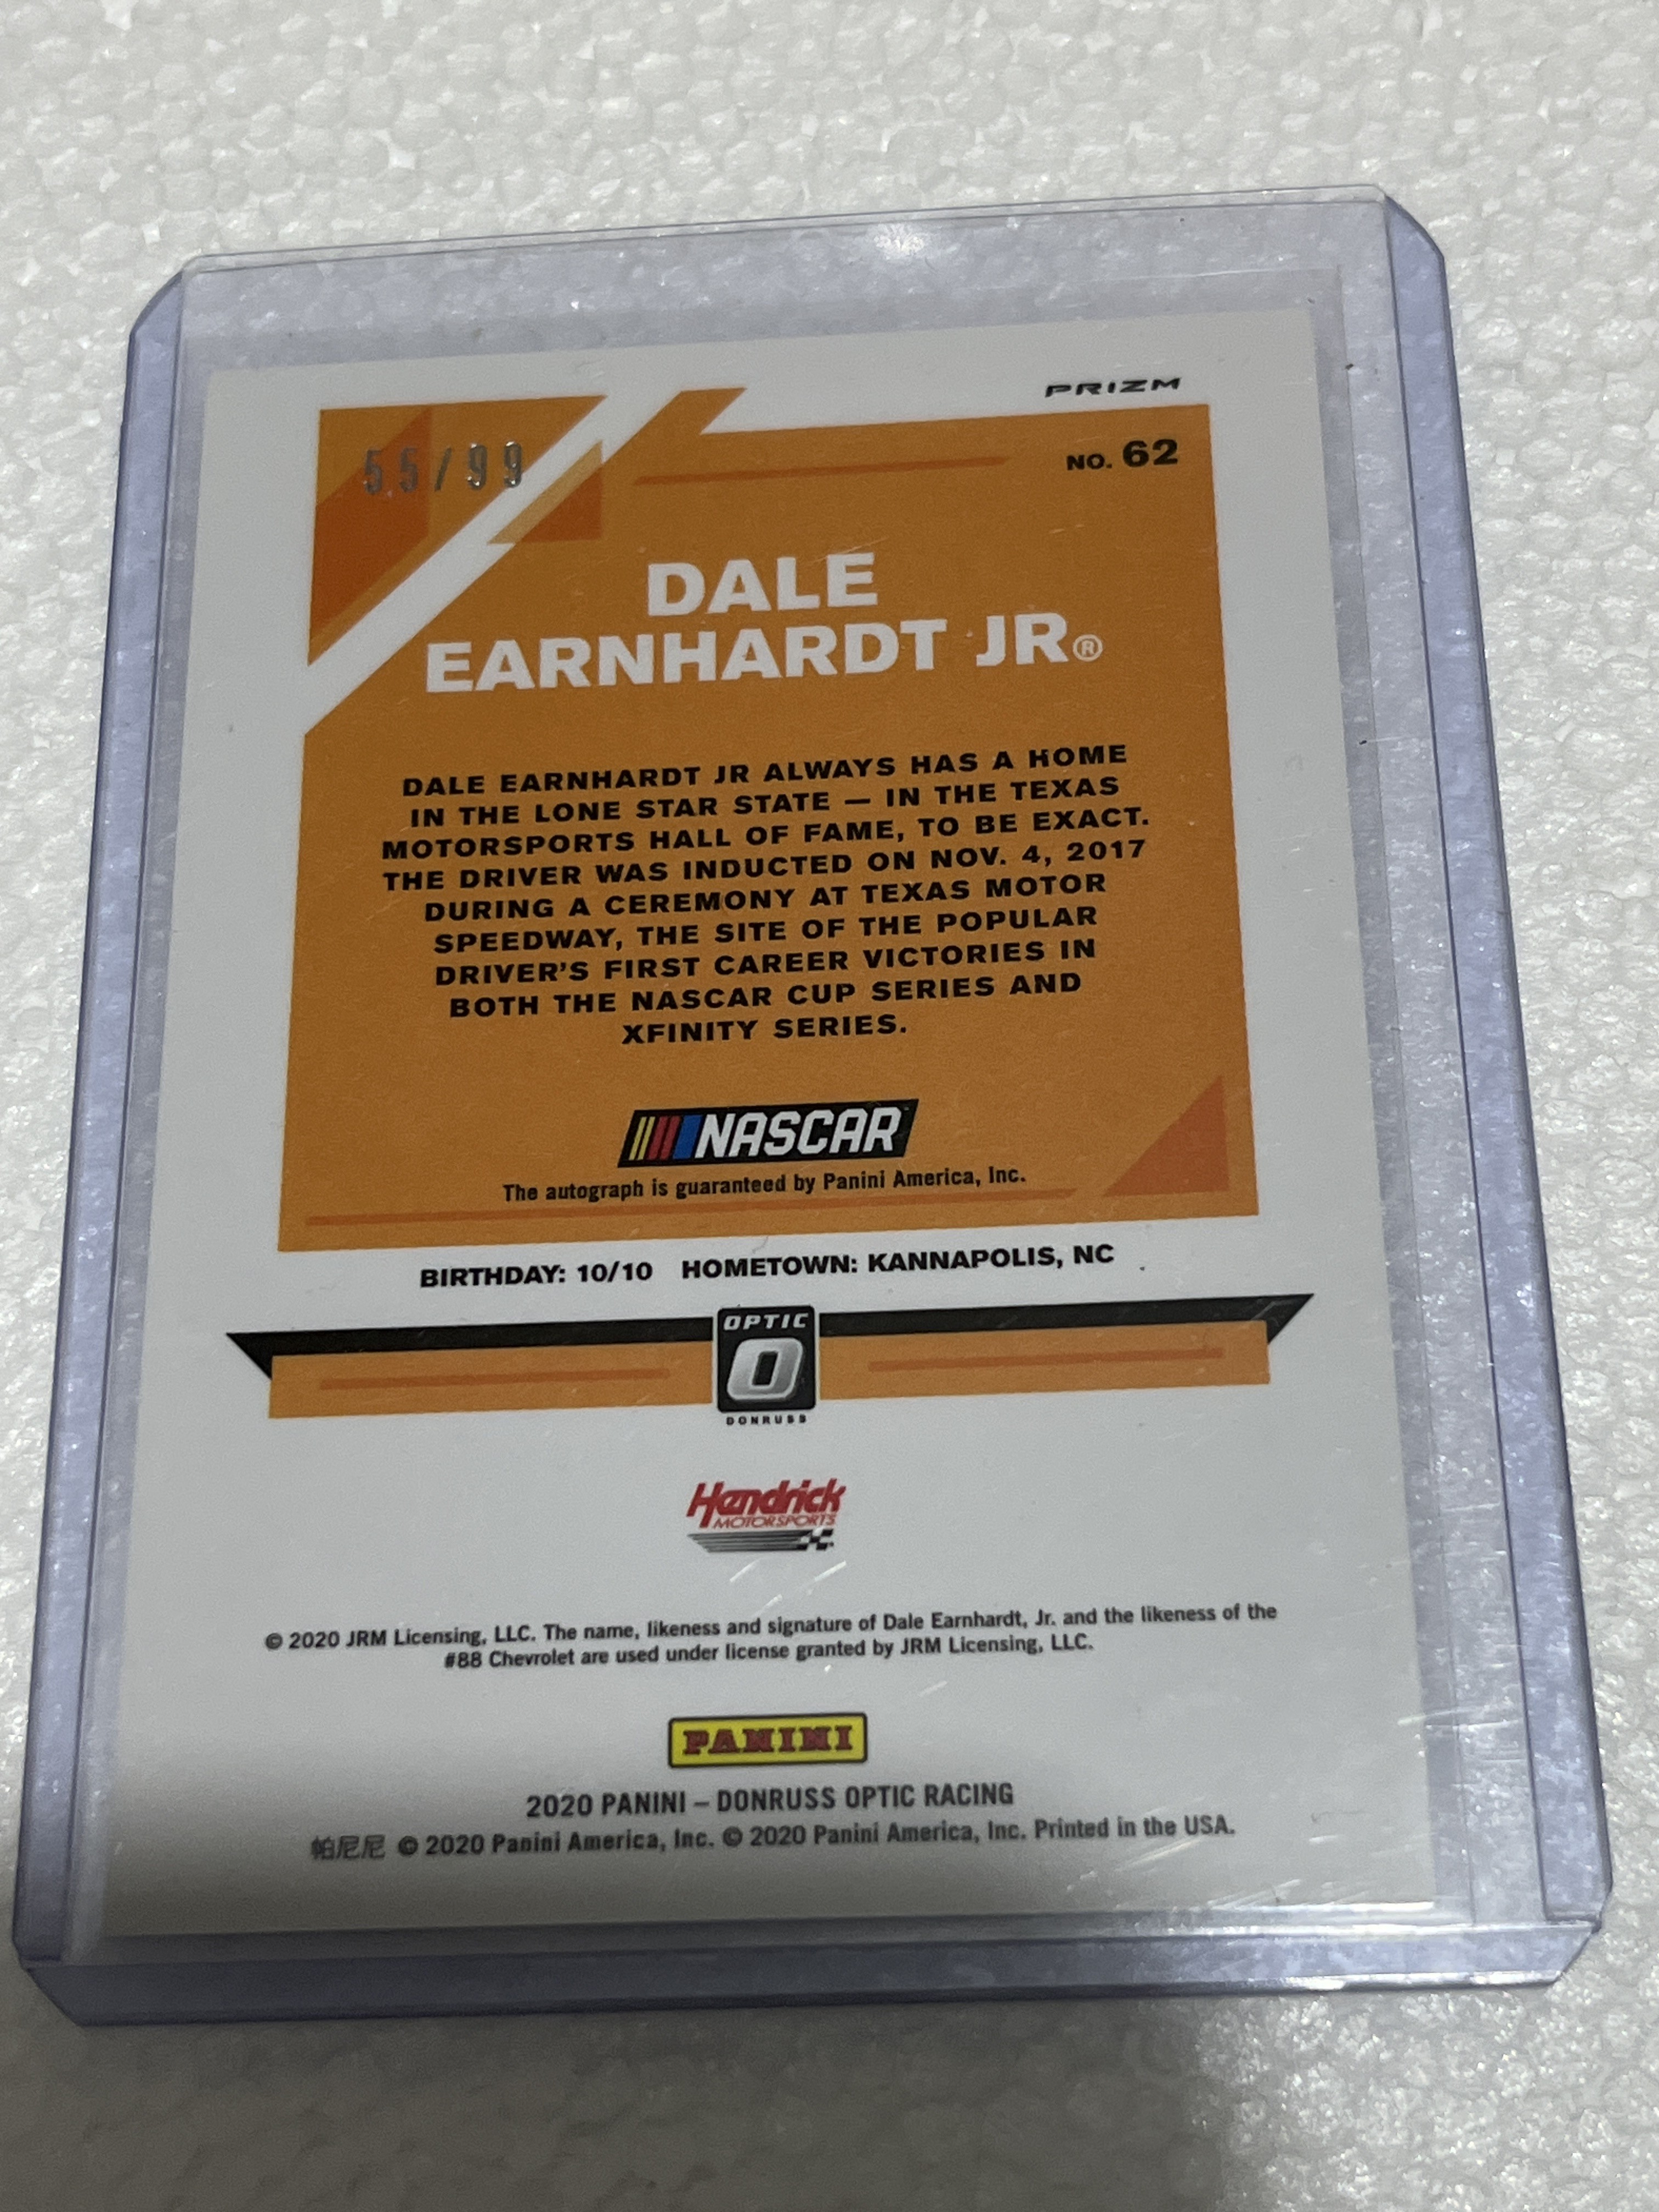 PRIZM
55/99
NO. 62
DALE
EARNHARDT JR®
DALE EARNHARDT JR ALWAYS HAS A HOME
IN THE LONE STAR STATE — IN THE TEXAS
MOTORSPORTS HALL OF FAME, TO BE EXACT.
THE DRIVER WAS INDUCTED ON NOV. 4, 2017
DURING A CEREMONY AT TEXAS MOTOR
SPEEDWAY, THE SITE OF THE POPULAR
DRIVER'S FIRST CAREER VICTORIES IN
BOTH THE NASCAR CUP SERIES AND
XFINITY SERIES.
NASCAR
The autograph is guaranteed by Panini America, Inc.
BIRTHDAY: 10/10 HOMETOWN: KANNAPOLIS, NC
OPTIC
O
DONRUSS
Hendrick
MOTORSPORTS
© 2020 JRM Licensing, LLC. The name, likeness and signature of Dale Earnhardt, Jr. and the likeness of the
#88 Chevrolet are used under license granted by JRM Licensing, LLC.
PANINI
2020 PANINI – DONRUSS OPTIC RACING
帕尼尼 © 2020 Panini America, Inc. © 2020 Panini America, Inc. Printed in the USA.